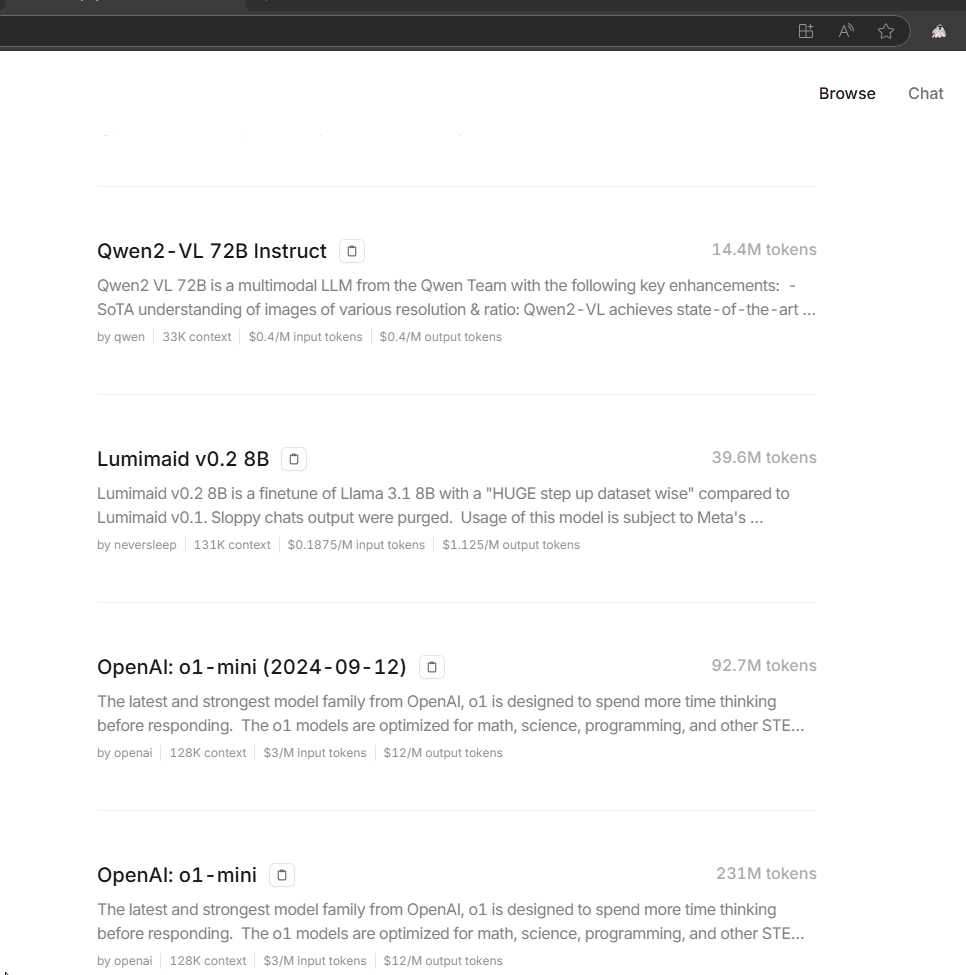 Browse Chat
Qwen2-VL 72B Instruct 14.4M tokens
Qwen2 VL 72B is a multimodal LLM from the Qwen Team with the following key enhancements: -
SoTA understanding of images of various resolution & ratio: Qwen2-VL achieves state-of-the-art ...
by qwen 33K context $0.4/M input tokens $0.4/M output tokens
Lumimaid v0.2 8B 39.6M tokens
Lumimaid v0.2 8B is a finetune of Llama 3.1 8B with a "HUGE step up dataset wise" compared to
Lumimaid v0.1. Sloppy chats output were purged. Usage of this model is subject to Meta's ...
by neversleep 131K context $0.1875/M input tokens $1.125/M output tokens
OpenAI: o1-mini (2024-09-12) 92.7M tokens
The latest and strongest model family from OpenAI, o1 is designed to spend more time thinking
before responding. The o1 models are optimized for math, science, programming, and other STE...
by openai 128K context $3/M input tokens $12/M output tokens
OpenAI: o1-mini 231M tokens
The latest and strongest model family from OpenAI, o1 is designed to spend more time thinking
before responding. The o1 models are optimized for math, science, programming, and other STE...
by openai 128K context $3/M input tokens $12/M output tokens